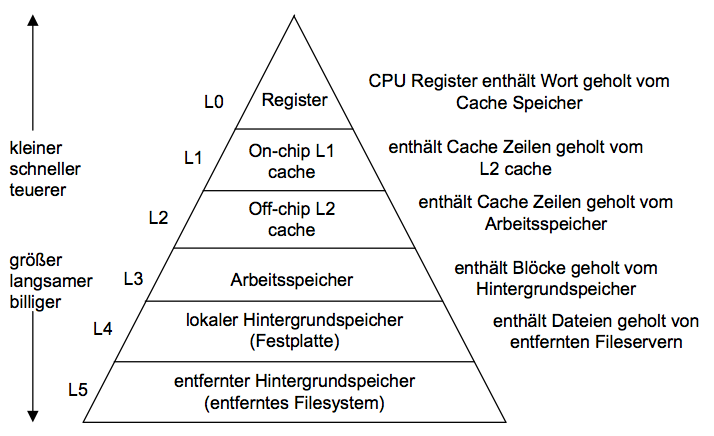 L0
Register
CPU Register enthält Wort geholt vom
Cache Speicher
kleiner
schneller
teuerer
L1
On-chip L1
cache
enthält Cache Zeilen geholt vom
L2 cache
L2
Off-chip L2
cache
enthält Cache Zeilen geholt vom
Arbeitsspeicher
größer
langsamer
billiger
L3
Arbeitsspeicher
enthält Blöcke geholt vom
Hintergrundspeicher
L4
lokaler Hintergrundspeicher
(Festplatte)
enthält Dateien geholt von
entfernten Fileservern
L5
entfernter Hintergrundspeicher
(entferntes Filesystem)